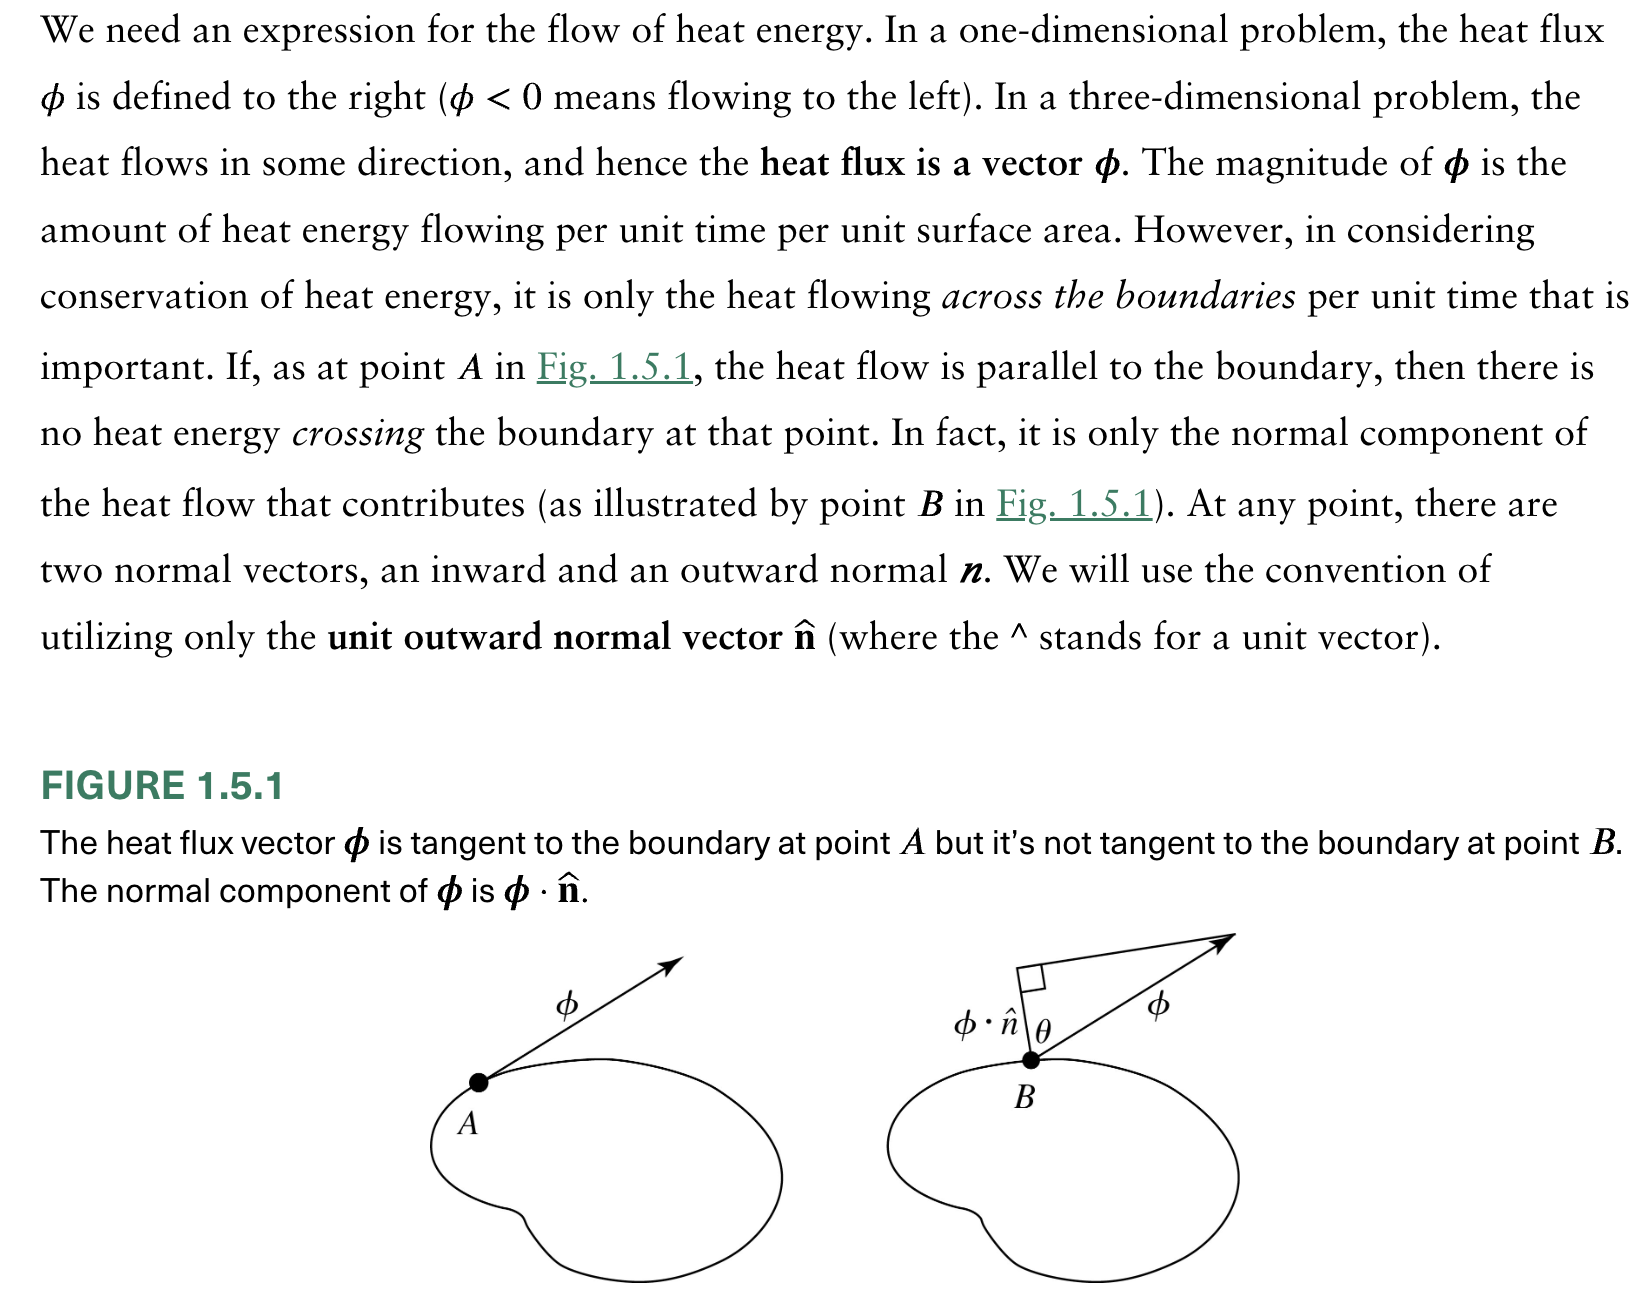 We need an expression for the flow of heat energy. In a one-dimensional problem, the heat flux
ϕ is defined to the right (ϕ < 0 means flowing to the left). In a three-dimensional problem, the
heat flows in some direction, and hence the heat flux is a vector ϕ. The magnitude of ϕ is the
amount of heat energy flowing per unit time per unit surface area. However, in considering
conservation of heat energy, it is only the heat flowing across the boundaries per unit time that is
important. If, as at point A in Fig. 1.5.1, the heat flow is parallel to the boundary, then there is
no heat energy crossing the boundary at that point. In fact, it is only the normal component of
the heat flow that contributes (as illustrated by point B in Fig. 1.5.1). At any point, there are
two normal vectors, an inward and an outward normal n. We will use the convention of
utilizing only the unit outward normal vector n̂ (where the ^ stands for a unit vector).
FIGURE 1.5.1
The heat flux vector ϕ is tangent to the boundary at point A but it’s not tangent to the boundary at point B.
The normal component of ϕ is ϕ · n̂.
ϕ
A
ϕ · n̂
θ
ϕ
B